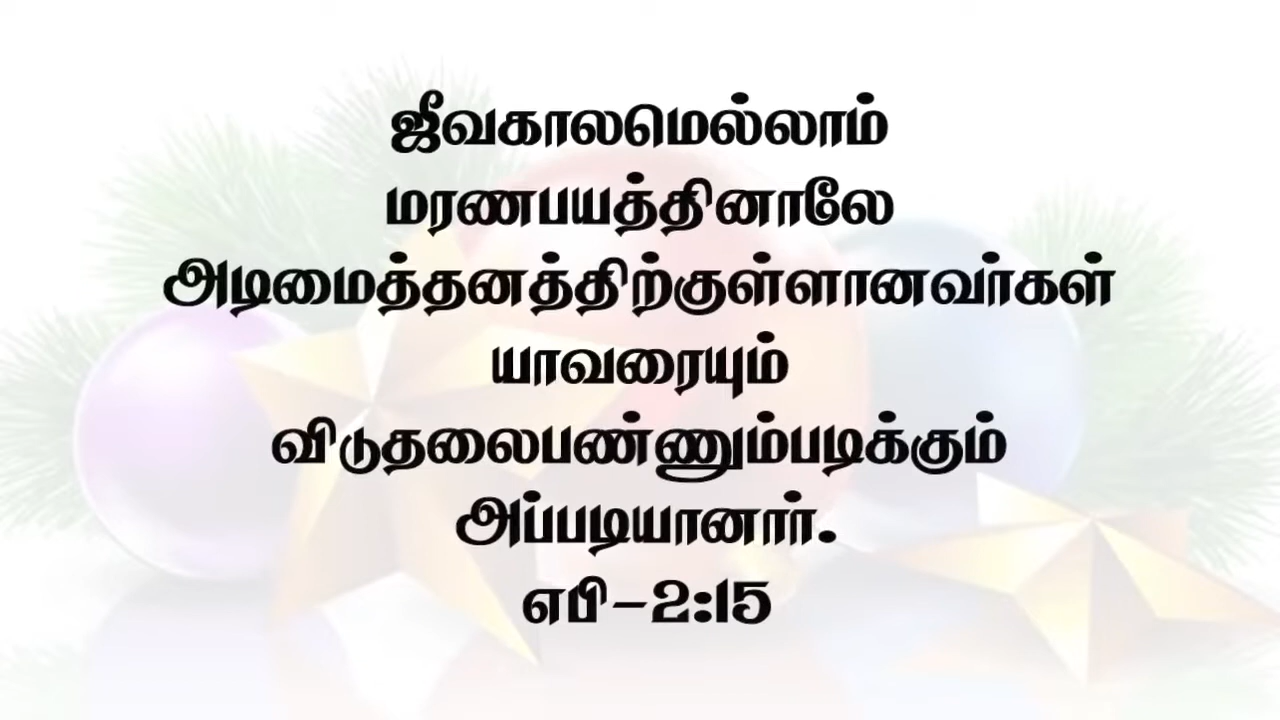 ஜீவகாலமெல்லாம்
மரணபயத்தினாலே
அடிமைத்தனத்திற்குள்ளானவர்கள்
யாவரையும்
விடுதலைபண்ணும்படிக்கும்
அப்படியானார்.
எபி-2:15